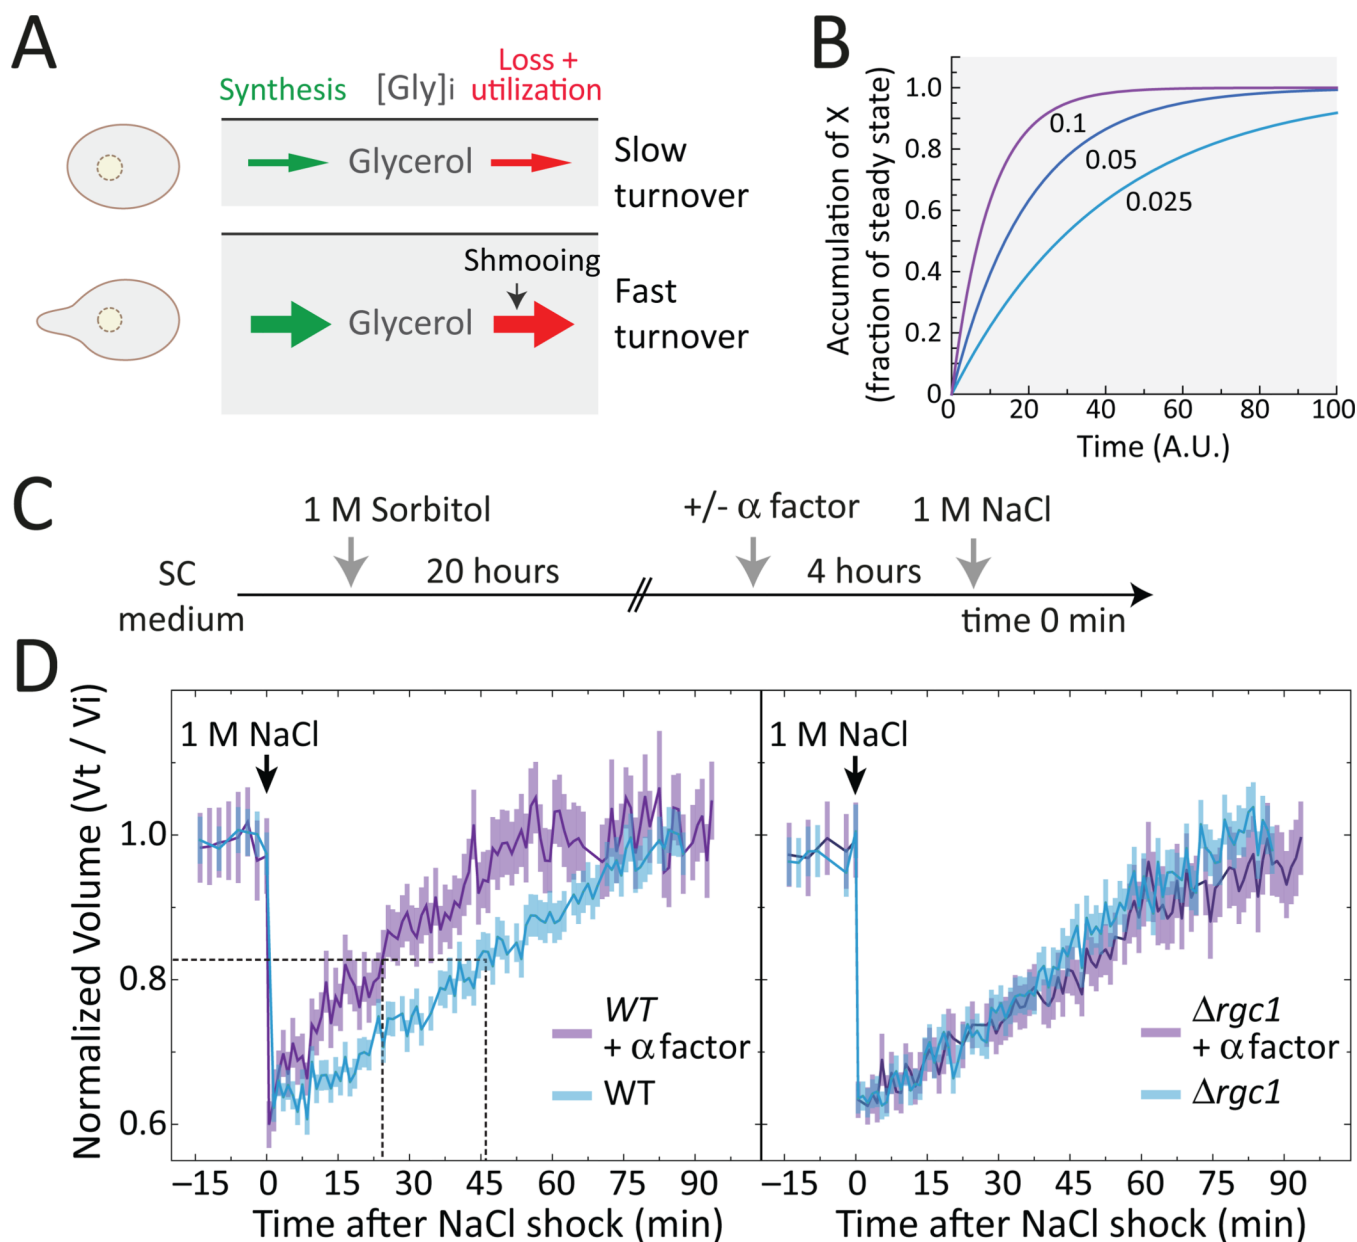 A
Synthesis
[Gly]i
Loss +
utilization
Glycerol
Slow
turnover
Shmooing
Glycerol
Fast
turnover
B
Accumulation of X
(fraction of steady state)
1.0
0.8
0.6
0.4
0.2
0
0.1
0.05
0.025
0 20 40 60 80 100
Time (A.U.)
C
1 M Sorbitol
+/- α factor
1 M NaCl
SC
medium
20 hours
4 hours
time 0 min
D
Normalized Volume (Vt / Vi)
1.0
0.8
0.6
1 M NaCl
WT
+ α factor
WT
−15 0 15 30 45 60 75 90
Time after NaCl shock (min)
1 M NaCl
Δrgc1
+ α factor
Δrgc1
−15 0 15 30 45 60 75 90
Time after NaCl shock (min)